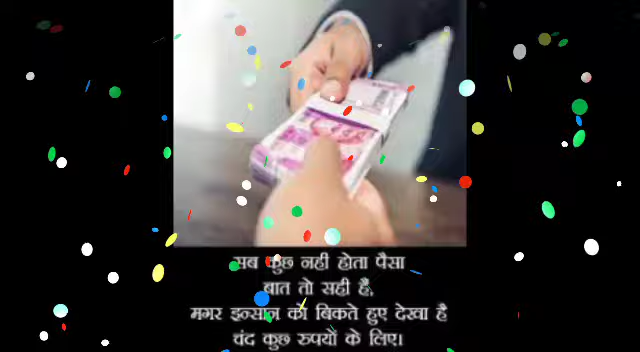 सब कुछ नही होता पैसा
बात तो सही है,
मगर इन्सान को बिकते हुए देखा है
चंद कुछ रुपयों के लिए।